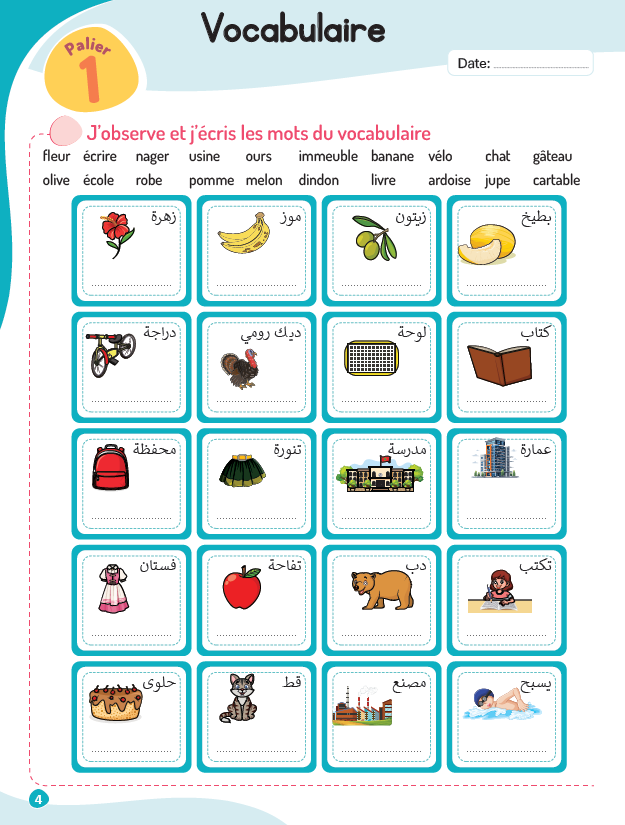 Vocabulaire
Palier
1
Date: ..............................
J'observe et j'écris les mots du vocabulaire
fleur écrire nager usine ours immeuble banane vélo chat gâteau
olive école robe pomme melon dindon livre ardoise jupe cartable
زهرة
موز
زيتون
بطيخ
دراجة
ديك رومي
لوحة
كتاب
محفظة
تنورة
مدرسة
عمارة
فستان
تفاحة
دب
تكتب
حلوى
قط
مصنع
يسبح
4